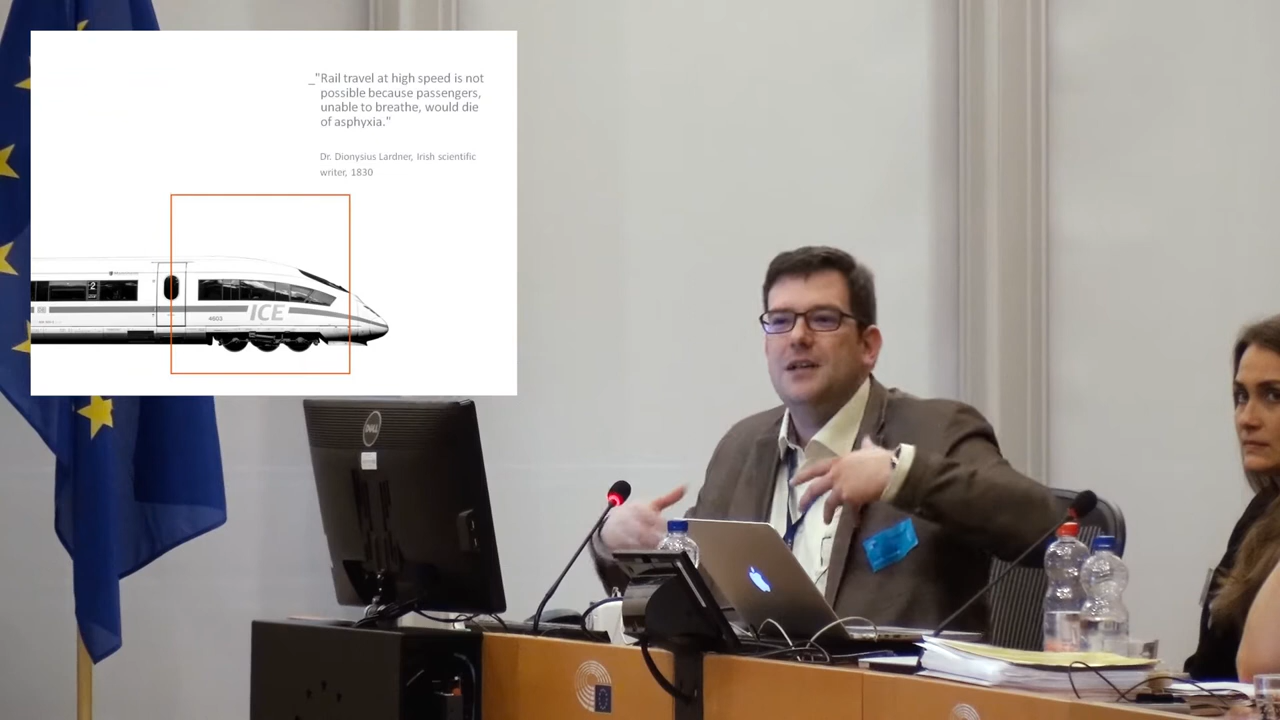 _"Rail travel at high speed is not
possible because passengers,
unable to breathe, would die
of asphyxia."
Dr. Dionysius Lardner, Irish scientific
writer, 1830
2
4603
ICE
DELL